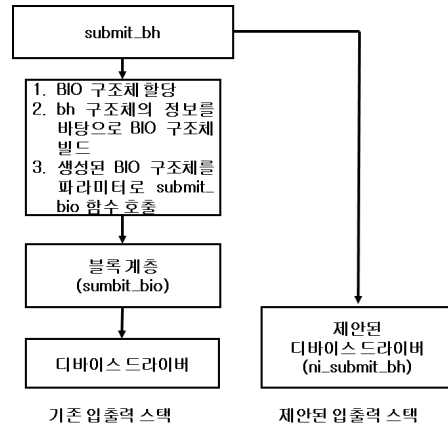 submit_bh
1. BIO 구조체 할당
2. bh 구조체의 정보를
바탕으로 BIO 구조체
빌드
3. 생성된 BIO 구조체를
파라미터로 submit_
bio 함수 호출
블록 계층
(sumbit_bio)
디바이스 드라이버
제안된
디바이스 드라이버
(ni_submit_bh)
기존 입출력 스택
제안된 입출력 스택